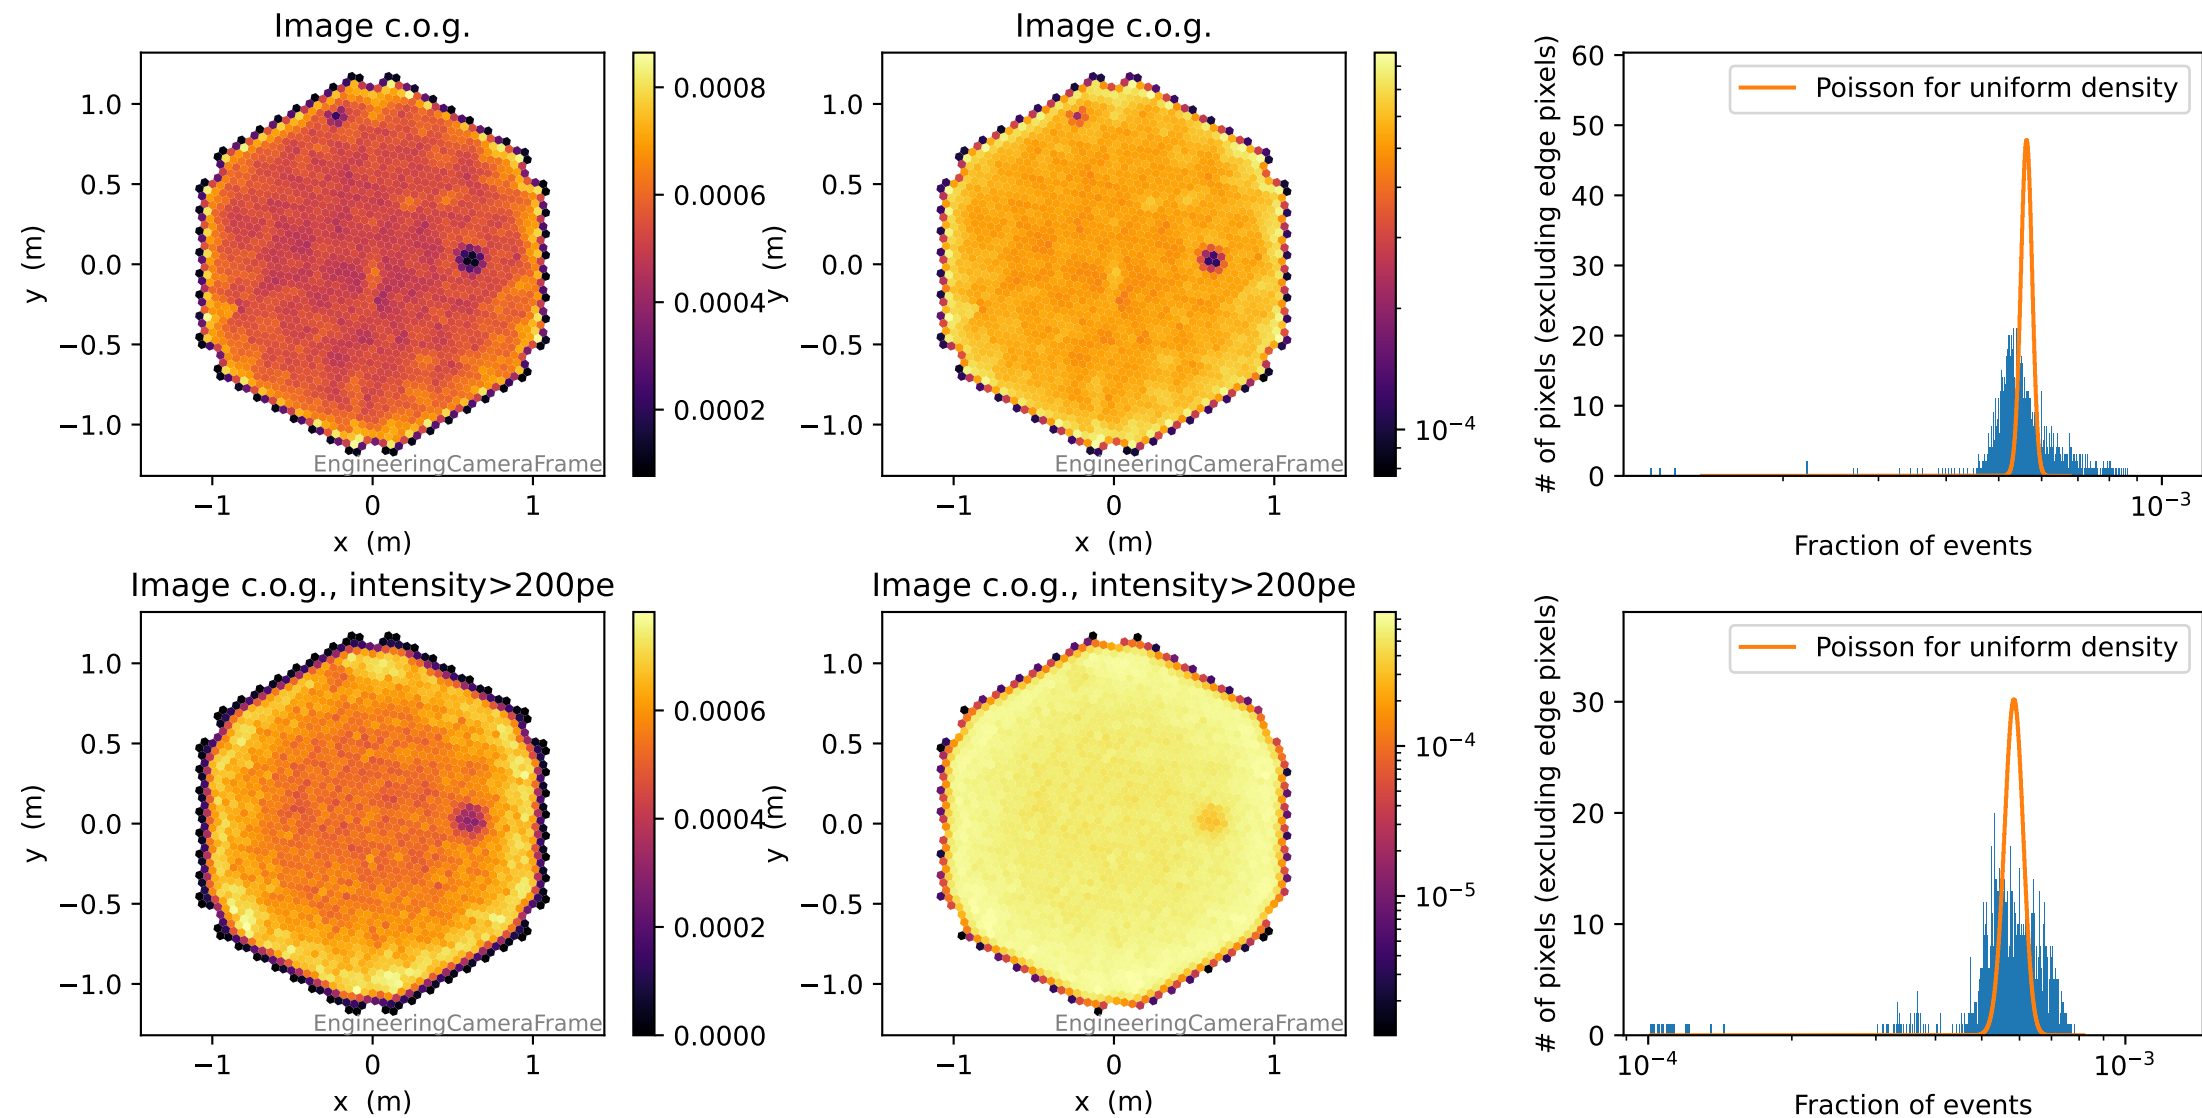 Image c.o.g.
1.0
0.5
0.0
−0.5
−1.0
y (m)
−1
0
1
x (m)
EngineeringCameraFrame
0.0008
0.0006
0.0004
0.0002
Image c.o.g.
1.0
0.5
0.0
−0.5
−1.0
y (m)
−1
0
1
x (m)
EngineeringCameraFrame
10⁻⁴
60
50
40
30
20
10
0
# of pixels (excluding edge pixels)
Poisson for uniform density
10⁻³
Fraction of events
Image c.o.g., intensity>200pe
1.0
0.5
0.0
−0.5
−1.0
y (m)
−1
0
1
x (m)
EngineeringCameraFrame
0.0006
0.0004
0.0002
0.0000
Image c.o.g., intensity>200pe
1.0
0.5
0.0
−0.5
−1.0
y (m)
−1
0
1
x (m)
EngineeringCameraFrame
10⁻⁴
10⁻⁵
30
20
10
0
# of pixels (excluding edge pixels)
Poisson for uniform density
10⁻⁴
10⁻³
Fraction of events